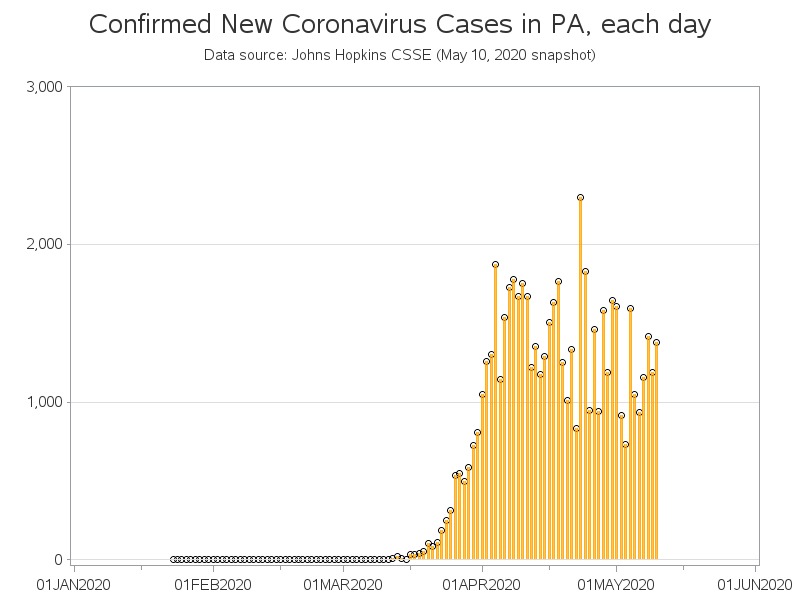 Confirmed New Coronavirus Cases in PA, each day
Data source: Johns Hopkins CSSE (May 10, 2020 snapshot)
3,000
2,000
1,000
0
01JAN2020 01FEB2020 01MAR2020 01APR2020 01MAY2020 01JUN2020